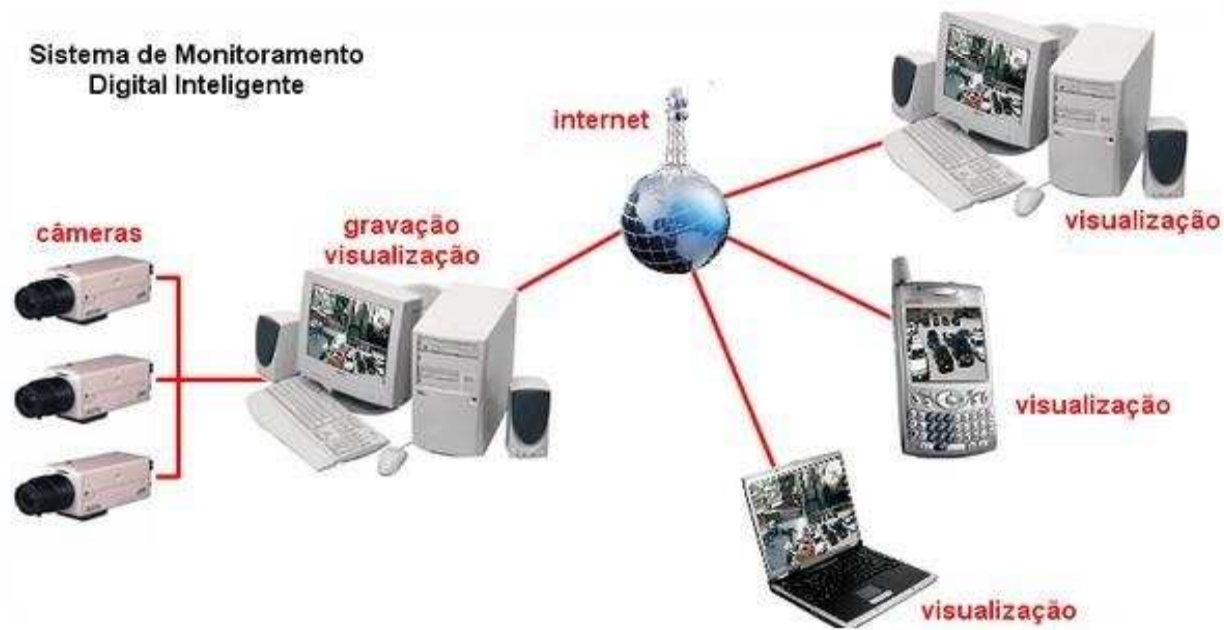 Sistema de Monitoramento
Digital Inteligente
internet
visualização
câmeras
gravação
visualização
visualização
visualização